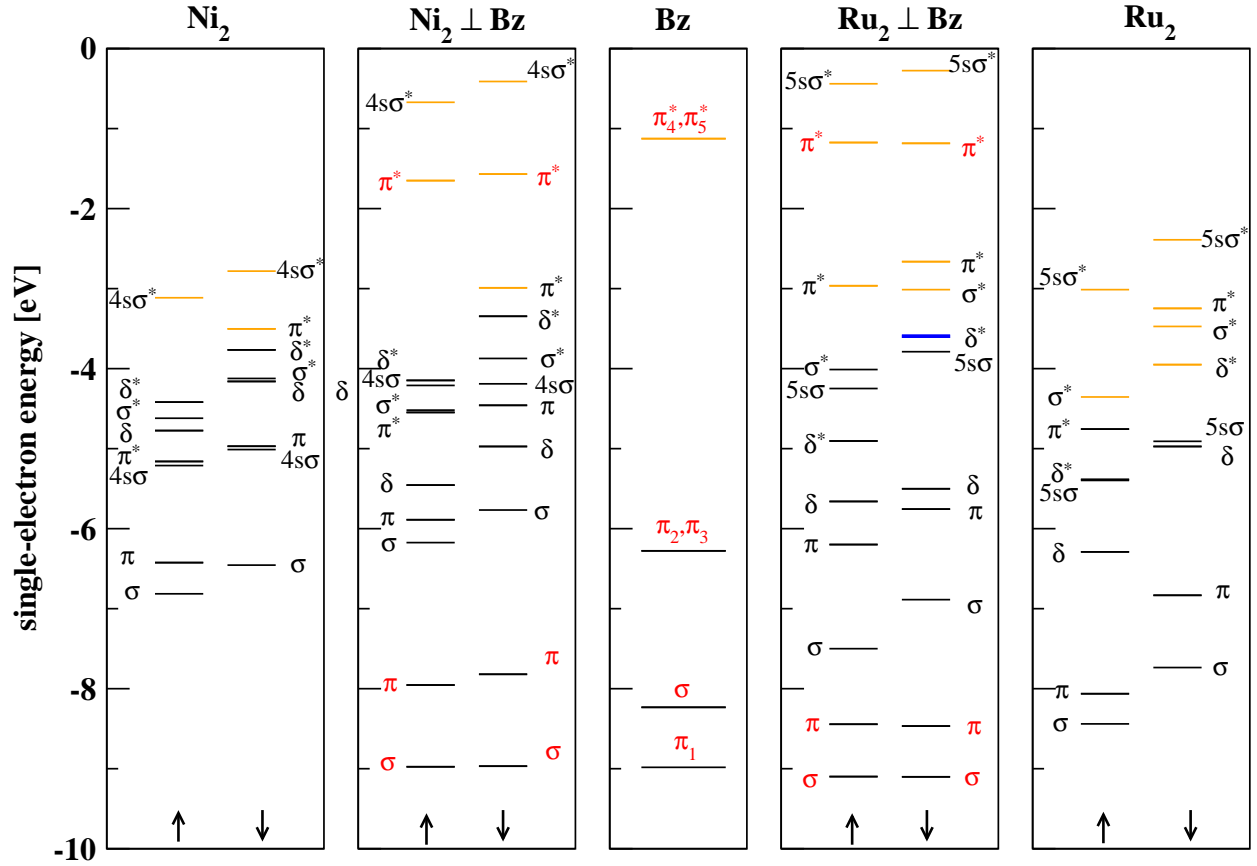 Ni₂
Ni₂ ⊥ Bz
Bz
Ru₂ ⊥ Bz
Ru₂
single-electron energy [eV]
0
-2
-4
-6
-8
-10
4sσ*
4sσ*
π*
δ*
σ*
δ
δ*
σ*
δ
π*
4sσ
π
4sσ
π
σ
σ
↑
↓
4sσ*
4sσ*
π*
π*
π*
δ*
σ*
4sσ
π
δ
σ
δ*
4sσ
δ
σ*
π*
δ
π
σ
π
π
σ
σ
↑
↓
π₄*,π₅*
π₂,π₃
σ
π₁
5sσ*
5sσ*
π*
π*
π*
σ*
δ*
5sσ
π*
σ*
5sσ
δ*
δ
π
σ
δ
π
σ
π
π
σ
σ
↑
↓
5sσ*
5sσ*
π*
σ*
δ*
5sσ
δ
σ*
π*
δ*
5sσ
δ
π
σ
π
σ
↑
↓